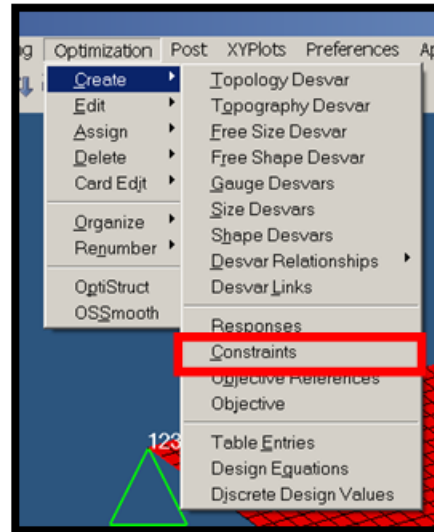 Optimization Post XYPlots Preferences
Create
Edit
Assign
Delete
Card Edit
Organize
Renumber
OptiStruct
OSSmooth
Topology Desvar
Topography Desvar
Free Size Desvar
Free Shape Desvar
Gauge Desvars
Size Desvars
Shape Desvars
Desvar Relationships
Desvar Links
Responses
Constraints
Objective References
Objective
Table Entries
Design Equations
Discrete Design Values
123